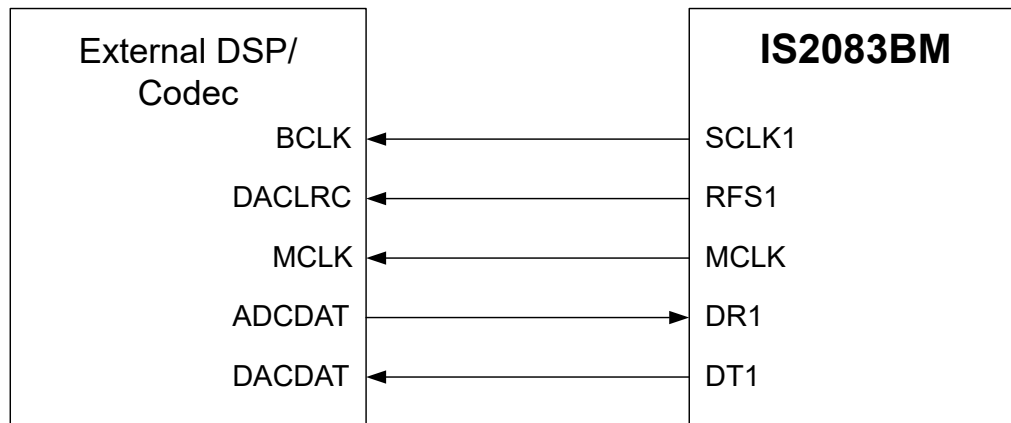 External DSP/
Codec
IS2083BM
BCLK
SCLK1
DACLRC
RFS1
MCLK
MCLK
ADCDAT
DR1
DACDAT
DT1